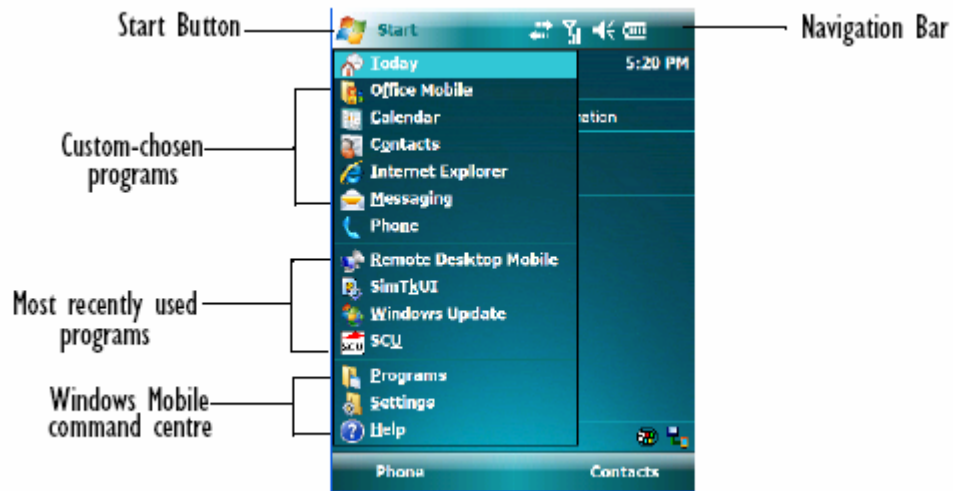 Start Button
Start
Navigation Bar
Today
5:20 PM
Office Mobile
Calendar
ation
Contacts
Internet Explorer
Messaging
Phone
Custom-chosen
programs
Remote Desktop Mobile
SimTkUI
Windows Update
SCU
SCU
Most recently used
programs
Programs
Settings
Help
Windows Mobile
command centre
Phone
Contacts